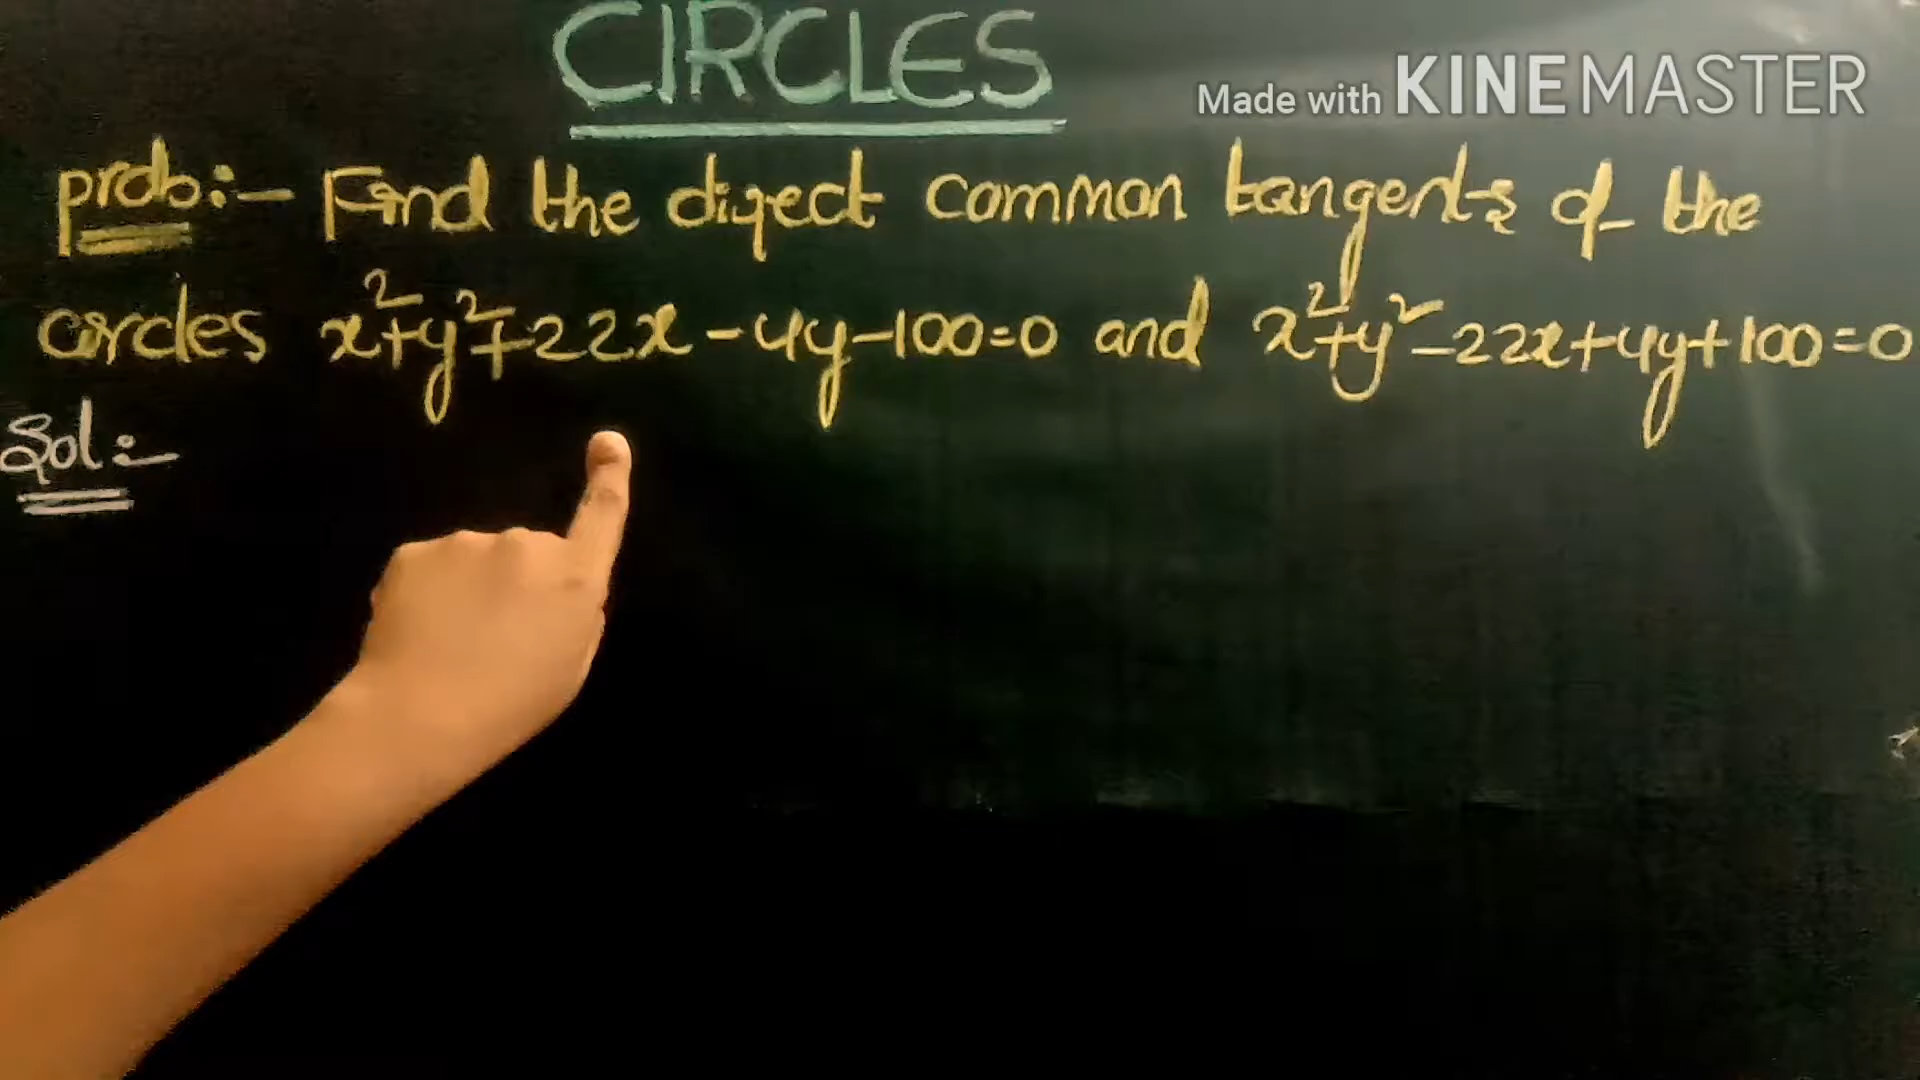 CIRCLES
Made with KINEMASTER
prob:- Find the direct common tangents of the
circles x²+y²+22x-4y-100=0 and x²+y²-22x+4y+100=0
Sol:-